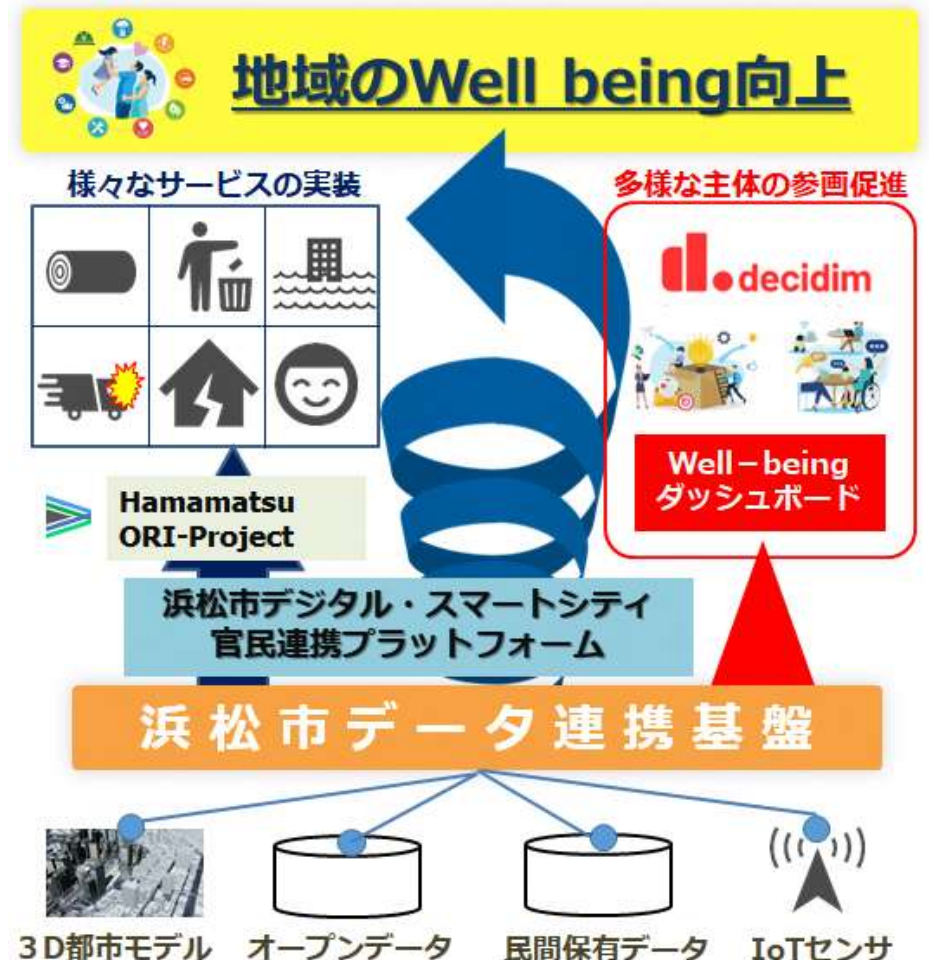 地域のWell being向上
様々なサービスの実装
多様な主体の参画促進
decidim
Well－being
ダッシュボード
Hamamatsu
ORI-Project
浜松市デジタル・スマートシティ
官民連携プラットフォーム
浜松市データ連携基盤
３D都市モデル
オープンデータ
民間保有データ
IoTセンサ